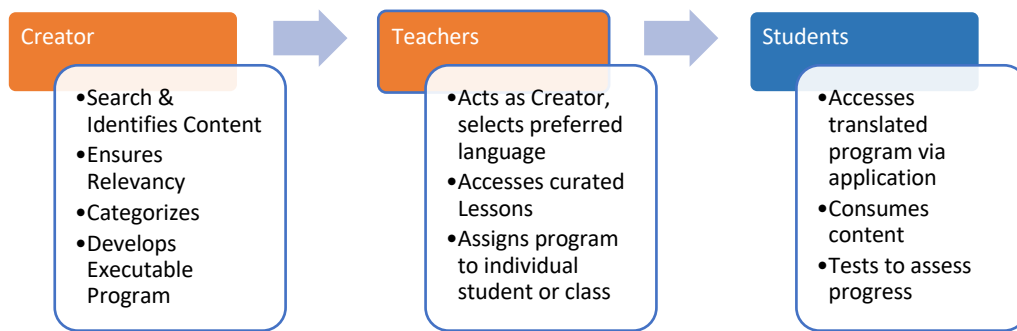 Creator
•Search &
Identifies Content
•Ensures
Relevancy
•Categorizes
•Develops
Executable
Program
Teachers
•Acts as Creator,
selects preferred
language
•Accesses curated
Lessons
•Assigns program
to individual
student or class
Students
•Accesses
translated
program via
application
•Consumes
content
•Tests to assess
progress